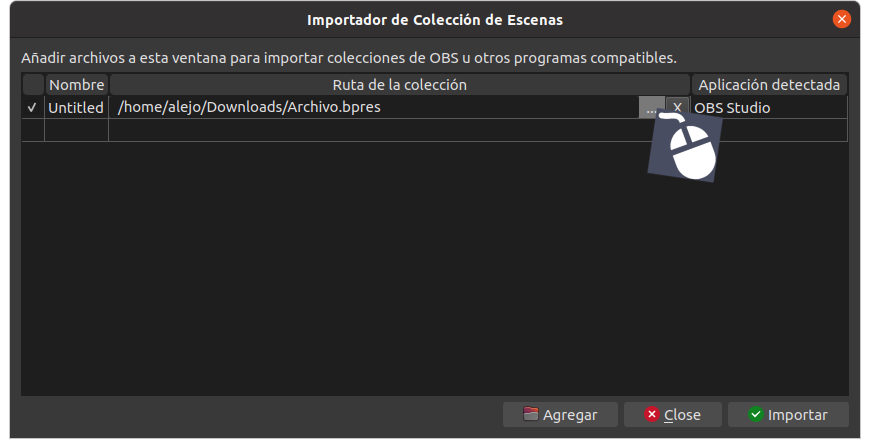 Importador de Colección de Escenas
Añadir archivos a esta ventana para importar colecciones de OBS u otros programas compatibles.
Nombre Ruta de la colección Aplicación detectada
✓ Untitled /home/alejo/Downloads/Archivo.bpres ... X OBS Studio
Agregar Close Importar